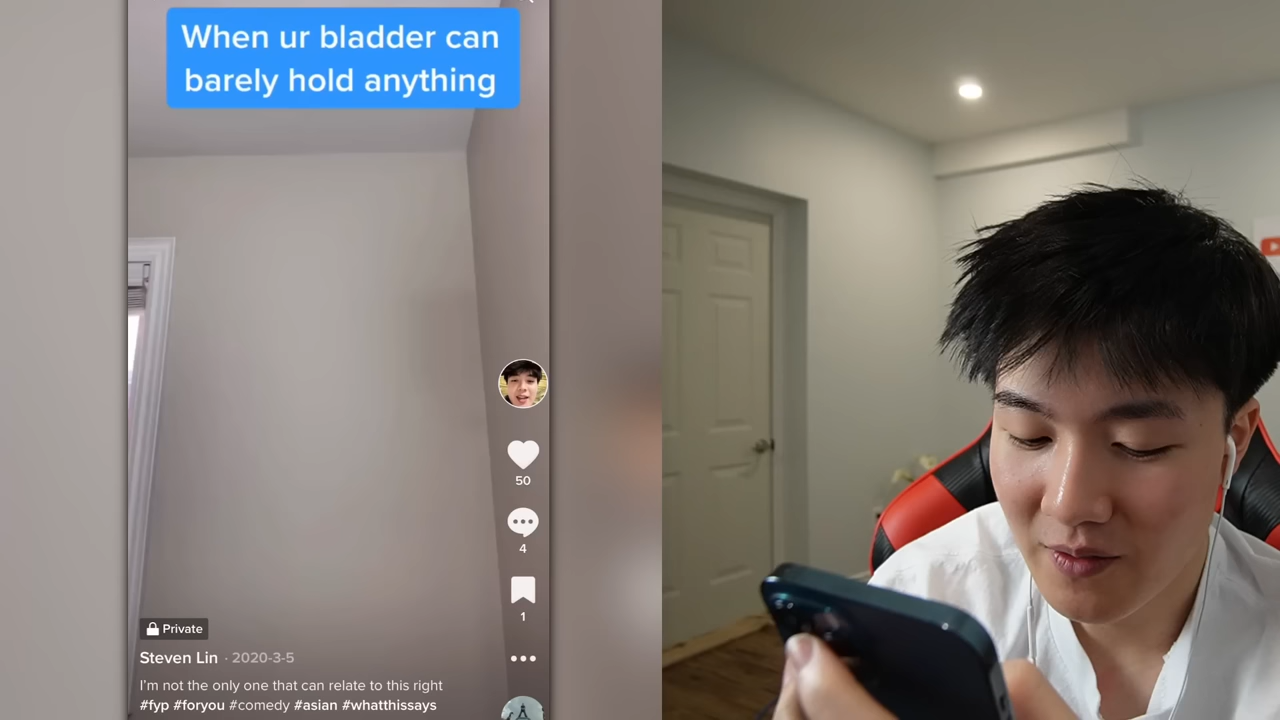 When ur bladder can
barely hold anything
50
4
1
Private
Steven Lin · 2020-3-5
I'm not the only one that can relate to this right
#fyp #foryou #comedy #asian #whatthissays